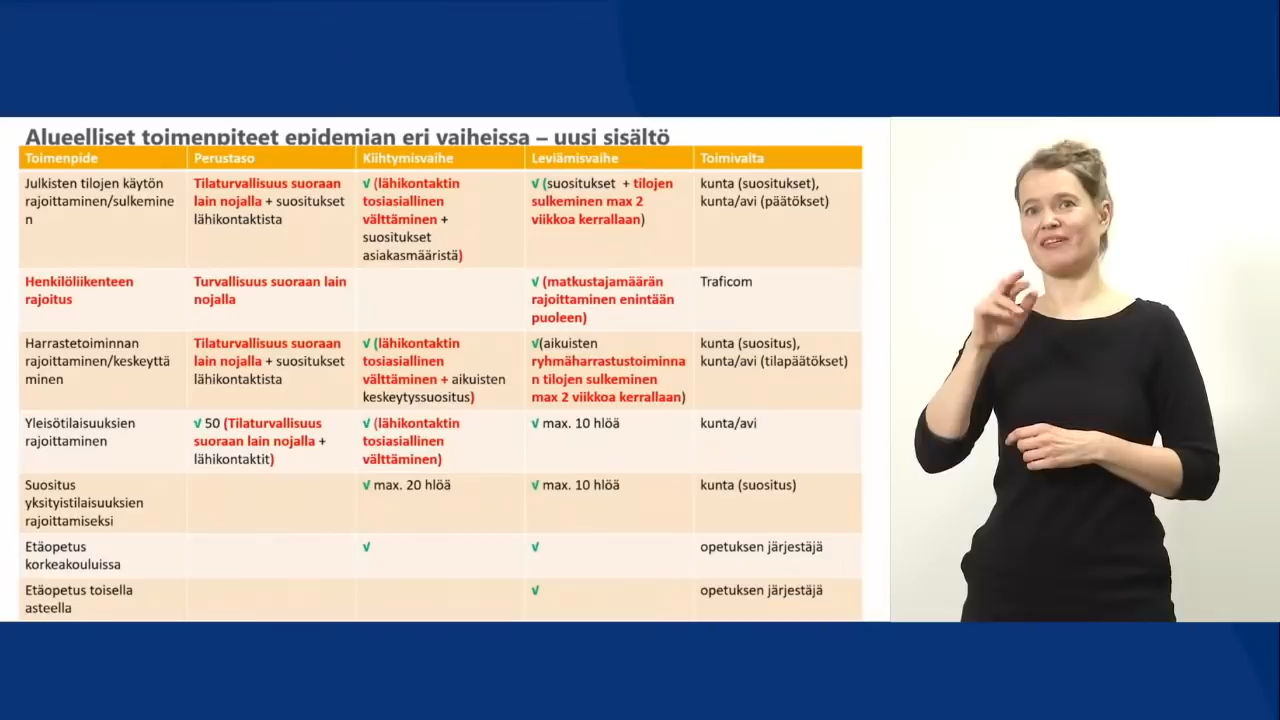 Alueelliset toimenpiteet epidemian eri vaiheissa – uusi sisältö
Toimenpide Perustaso Kiihtymisvaihe Leviämisvaihe Toimivalta
Julkisten tilojen käytön
rajoittaminen/sulkemine
n
Tilaturvallisuus suoraan
lain nojalla + suositukset
lähikontaktista
√ (lähikontaktin
tosiasiallinen
välttäminen +
suositukset
asiakasmääristä)
√ (suositukset + tilojen
sulkeminen max 2
viikkoa kerrallaan)
kunta (suositukset),
kunta/avi (päätökset)
Henkilöliikenteen
rajoitus
Turvallisuus suoraan lain
nojalla
√ (matkustajamäärän
rajoittaminen enintään
puoleen)
Traficom
Harrastetoiminnan
rajoittaminen/keskeyttä
minen
Tilaturvallisuus suoraan
lain nojalla + suositukset
lähikontaktista
√ (lähikontaktin
tosiasiallinen
välttäminen + aikuisten
keskeytyssuositus)
√(aikuisten
ryhmäharrastustoiminna
n tilojen sulkeminen
max 2 viikkoa kerrallaan)
kunta (suositus),
kunta/avi (tilapäätökset)
Yleisötilaisuuksien
rajoittaminen
√ 50 (Tilaturvallisuus
suoraan lain nojalla +
lähikontaktit)
√ (lähikontaktin
tosiasiallinen
välttäminen)
√ max. 10 hlöä
kunta/avi
Suositus
yksityistilaisuuksien
rajoittamiseksi
√ max. 20 hlöä
√ max. 10 hlöä
kunta (suositus)
Etäopetus
korkeakouluissa
√
√
opetuksen järjestäjä
Etäopetus toisella
asteella
√
opetuksen järjestäjä